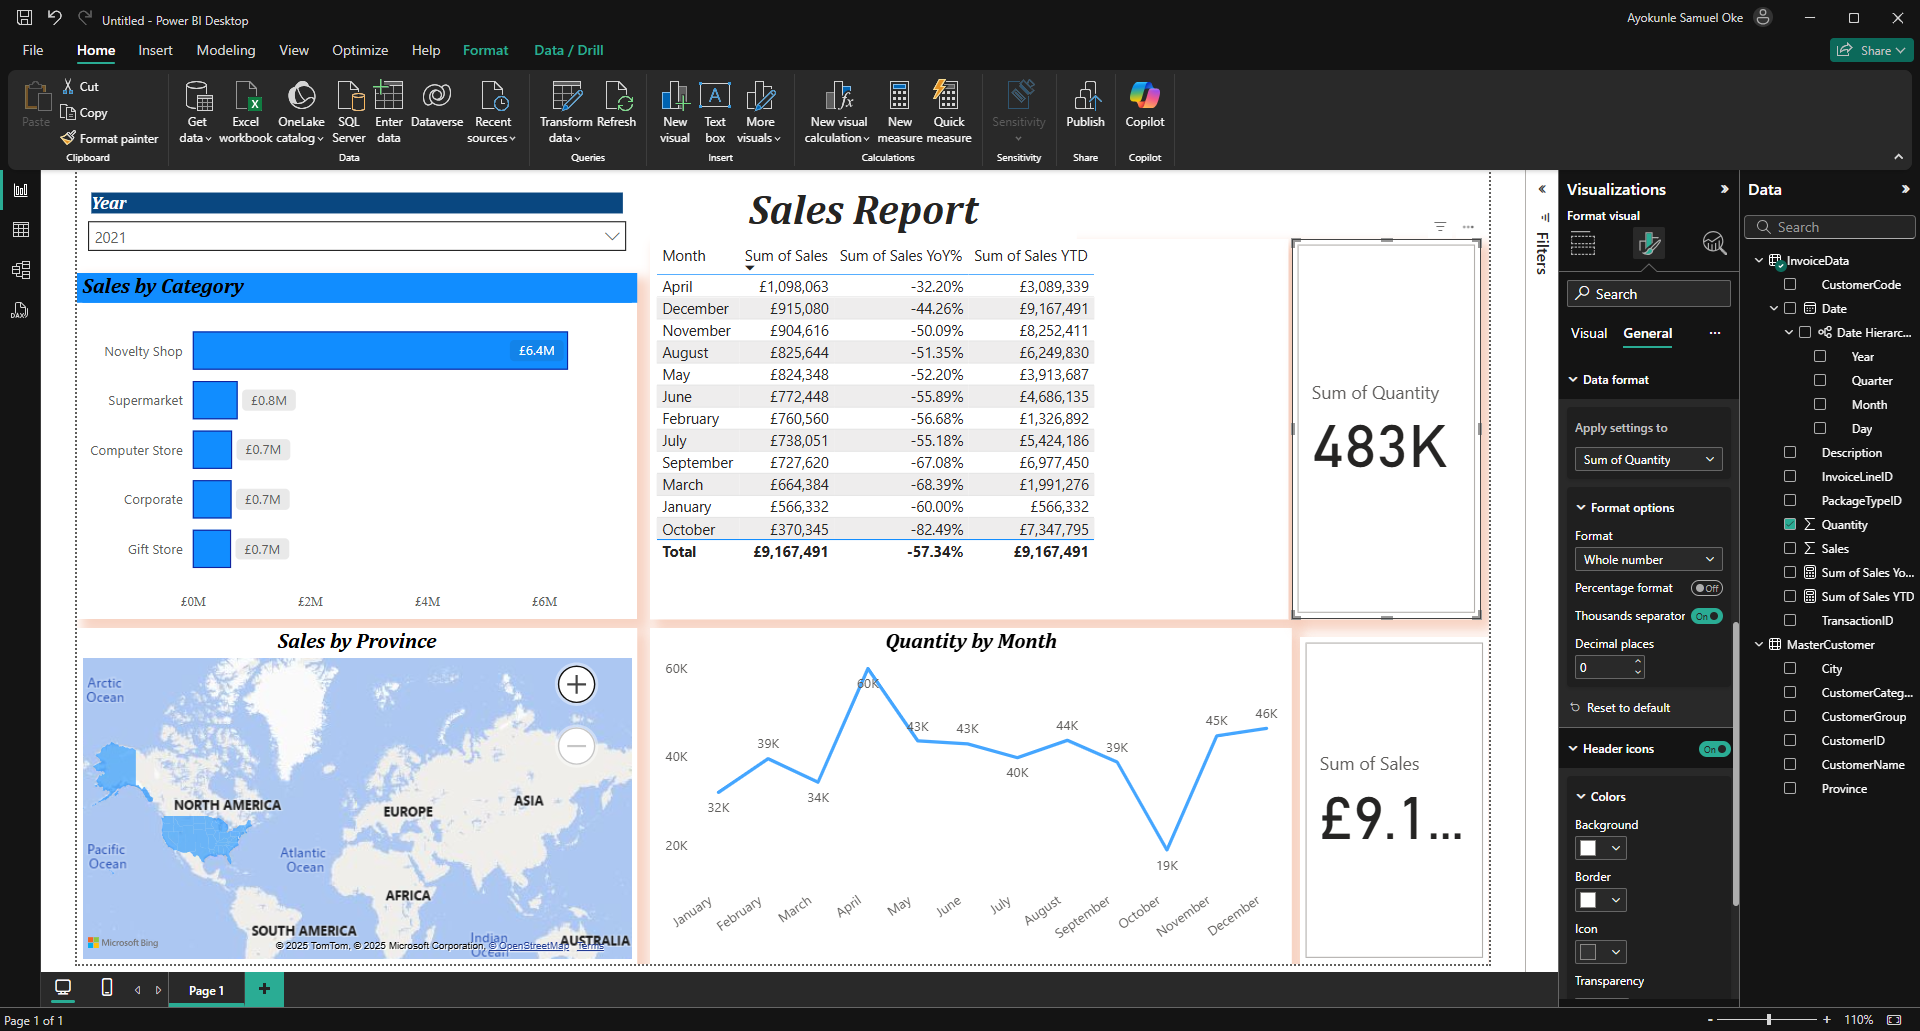 Untitled - Power BI Desktop
Ayokunle Samuel Oke
File Home Insert Modeling View Optimize Help Format Data / Drill
Share
Paste
Cut
Copy
Format painter
Clipboard
Get data
Excel workbook
OneLake catalog
SQL Server
Enter data
Dataverse
Recent sources
Data
Transform data
Refresh
Queries
New visual
Text box
More visuals
Insert
New visual calculation
New measure
Quick measure
Calculations
Sensitivity
Sensitivity
Publish
Share
Copilot
Copilot
Year
2021
Sales Report
Sales by Category
Novelty Shop £6.4M
Supermarket £0.8M
Computer Store £0.7M
Corporate £0.7M
Gift Store £0.7M
£0M £2M £4M £6M
Month Sum of Sales Sum of Sales YoY% Sum of Sales YTD
April £1,098,063 -32.20% £3,089,339
December £915,080 -44.26% £9,167,491
November £904,616 -50.09% £8,252,411
August £825,644 -51.35% £6,249,830
May £824,348 -52.20% £3,913,687
June £772,448 -55.89% £4,686,135
February £760,560 -56.68% £1,326,892
July £738,051 -55.18% £5,424,186
September £727,620 -67.08% £6,977,450
March £664,384 -68.39% £1,991,276
January £566,332 -60.00% £566,332
October £370,345 -82.49% £7,347,795
Total £9,167,491 -57.34% £9,167,491
Sum of Quantity
483K
Sales by Province
Arctic Ocean
NORTH AMERICA
EUROPE
ASIA
Pacific Ocean
Atlantic Ocean
AFRICA
SOUTH AMERICA
Indian Ocean
AUSTRALIA
Microsoft Bing
© 2025 TomTom, © 2025 Microsoft Corporation, © OpenStreetMap Terms
Quantity by Month
60K
40K
20K
32K
39K
34K
60K
43K
43K
40K
44K
39K
19K
45K
46K
January February March April May June July August September October November December
Sum of Sales
£9.1...
Filters
Visualizations
Format visual
Search
Visual General ...
Data format
Apply settings to
Sum of Quantity
Format options
Format
Whole number
Percentage format Off
Thousands separator On
Decimal places
0
Reset to default
Header icons On
Colors
Background
Border
Icon
Transparency
Data
Search
InvoiceData
CustomerCode
Date
Date Hierarc...
Year
Quarter
Month
Day
Description
InvoiceLineID
PackageTypeID
Quantity
Sales
Sum of Sales Yo...
Sum of Sales YTD
TransactionID
MasterCustomer
City
CustomerCateg...
CustomerGroup
CustomerID
CustomerName
Province
Page 1
Page 1 of 1
110%